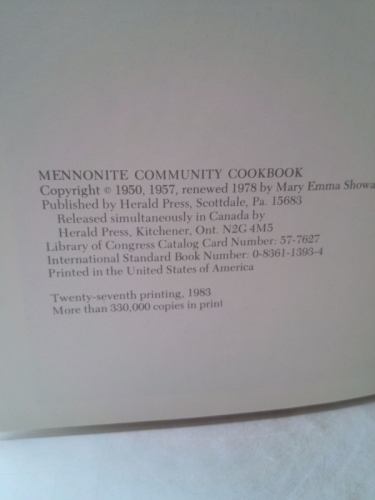 MENNONITE COMMUNITY COOKBOOK
Copyright © 1950, 1957, renewed 1978 by Mary Emma Showa
Published by Herald Press, Scottdale, Pa. 15683
Released simultaneously in Canada by
Herald Press, Kitchener, Ont. N2G 4M5
Library of Congress Catalog Card Number: 57-7627
International Standard Book Number: 0-8361-1393-4
Printed in the United States of America
Twenty-seventh printing, 1983
More than 330,000 copies in print